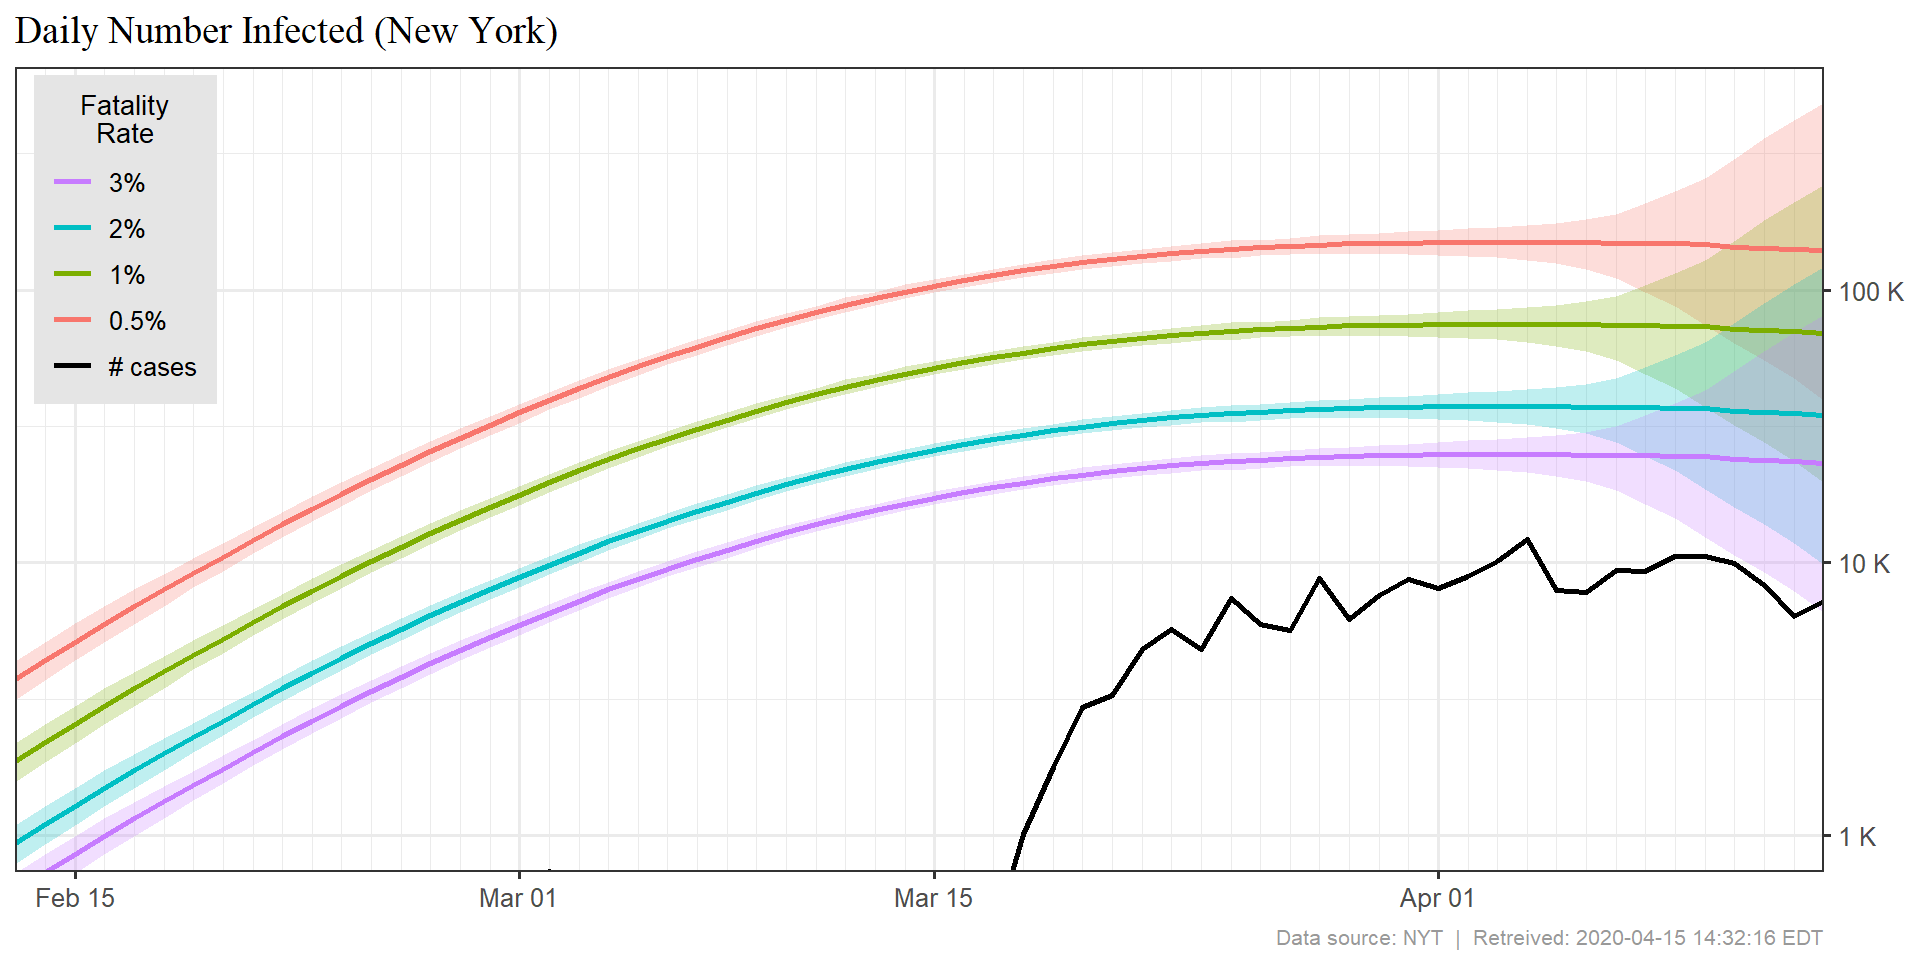 Daily Number Infected (New York)
Fatality
Rate
3%
2%
1%
0.5%
# cases
100 K
10 K
1 K
Feb 15
Mar 01
Mar 15
Apr 01
Data source: NYT | Retreived: 2020-04-15 14:32:16 EDT